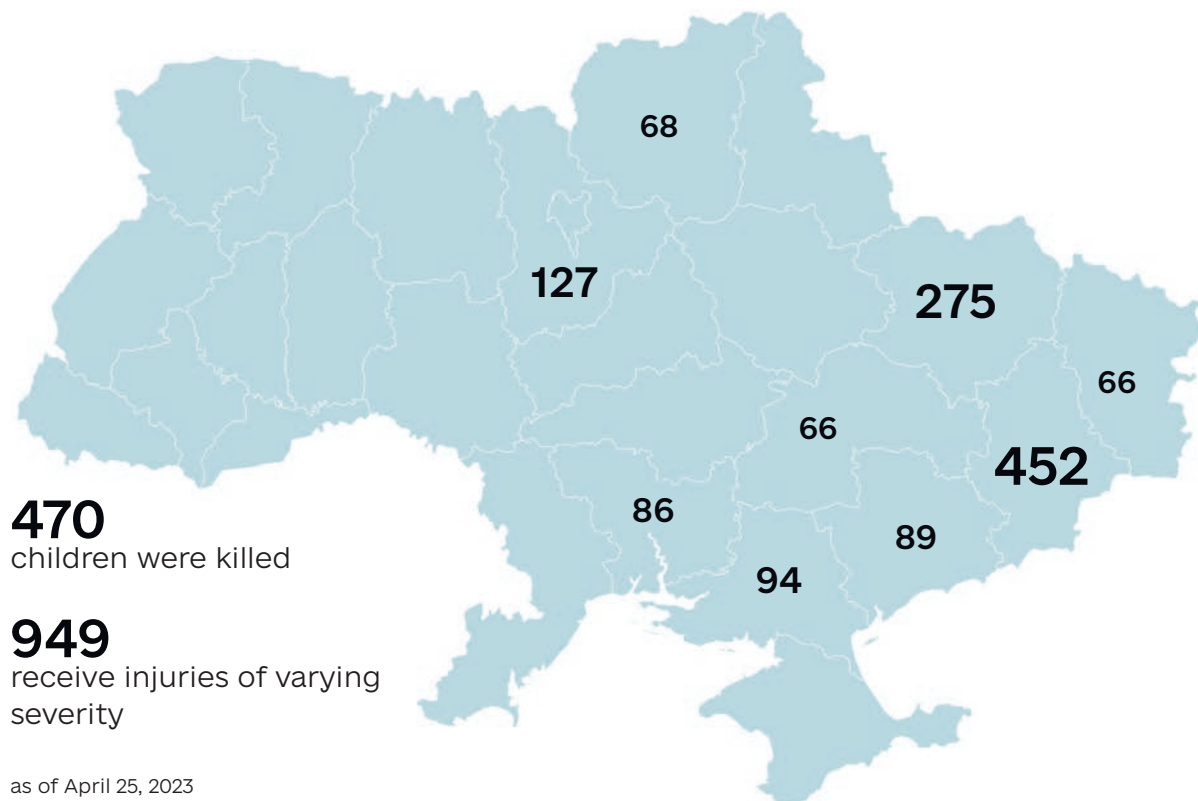 68
127
275
66
66
452
86
89
94
470
children were killed
949
receive injuries of varying
severity
as of April 25, 2023